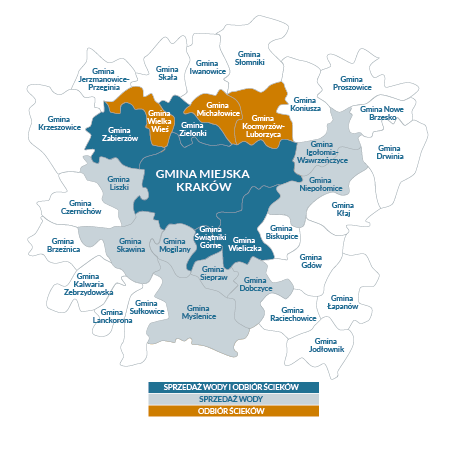 Gmina
Słomniki
Gmina
Iwanowice
Gmina
Skała
Gmina
Jerzmanowice-
Przeginia
Gmina
Proszowice
Gmina
Koniusza
Gmina Nowe
Brzesko
Gmina
Michałowice
Gmina
Wielka
Wieś
Gmina
Kocmyrzów-
Luborzyca
Gmina
Krzeszowice
Gmina
Zabierzów
Gmina
Zielonki
Gmina
Igołomia-
Wawrzeńczyce
Gmina
Drwinia
GMINA MIEJSKA
KRAKÓW
Gmina
Liszki
Gmina
Niepołomice
Gmina
Czernichów
Gmina
Kłaj
Gmina
Świątniki
Górne
Gmina
Wieliczka
Gmina
Biskupice
Gmina
Brzeźnica
Gmina
Skawina
Gmina
Mogilany
Gmina
Gdów
Gmina
Siepraw
Gmina
Kalwaria
Zebrzydowska
Gmina
Dobczyce
Gmina
Sułkowice
Gmina
Łapanów
Gmina
Lanckorona
Gmina
Myślenice
Gmina
Raciechowice
Gmina
Jodłownik
SPRZEDAŻ WODY I ODBIÓR ŚCIEKÓW
SPRZEDAŻ WODY
ODBIÓR ŚCIEKÓW